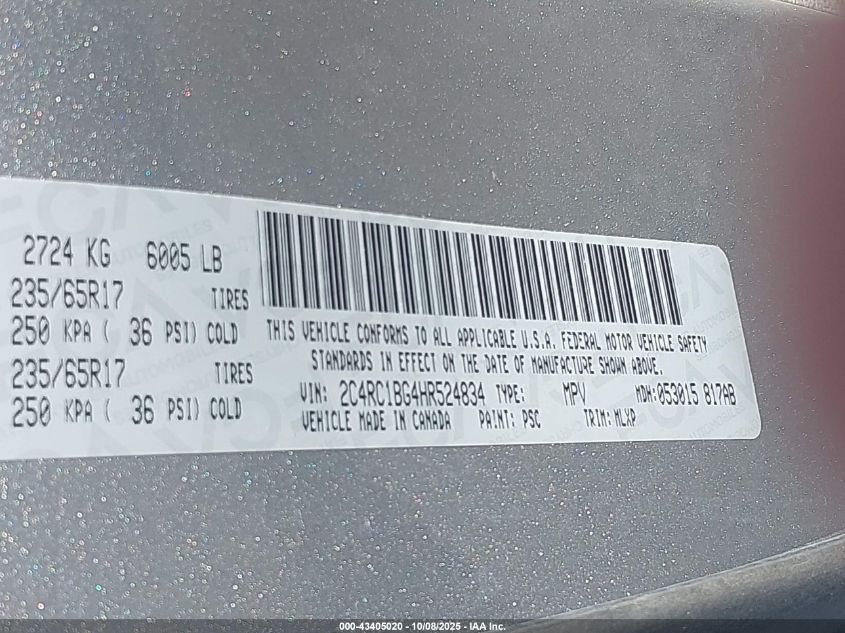 2724 KG 6005 LB
235/65R17 TIRES
250 KPA ( 36 PSI) COLD
235/65R17 TIRES
250 KPA ( 36 PSI) COLD
THIS VEHICLE CONFORMS TO ALL APPLICABLE U.S.A. FEDERAL MOTOR VEHICLE SAFETY
STANDARDS IN EFFECT ON THE DATE OF MANUFACTURE SHOWN ABOVE.
VIN: 2C4RC1BG4HR524834 TYPE: MPV MDH:053015 817AB
VEHICLE MADE IN CANADA PAINT: PSC TRIM: MLXP
000-43405020 - 10/08/2025 - IAA Inc.